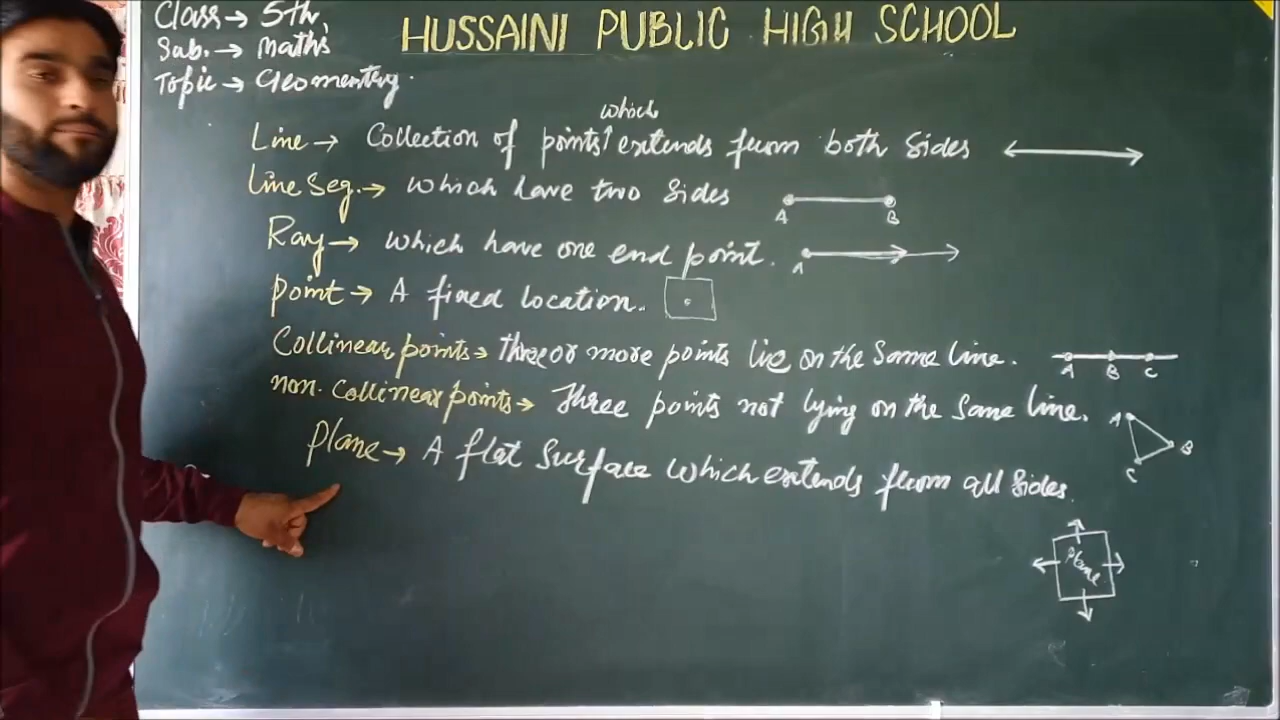 Class → 5th,
Sub. → Maths
Topic → Geomentery.
HUSSAINI PUBLIC HIGH SCHOOL
which
Line → Collection of points↑ extends from both Sides
Line Seg. → which have two Sides
A B
Ray → which have one end point.
A
Point → A fixed location.
Collinear points → Three or more points lie on the Same Line.
A B C
non-Collinear points → Three points not lying on the Same line.
A B C
Plane → A flat Surface which extends from all Sides.
Plane